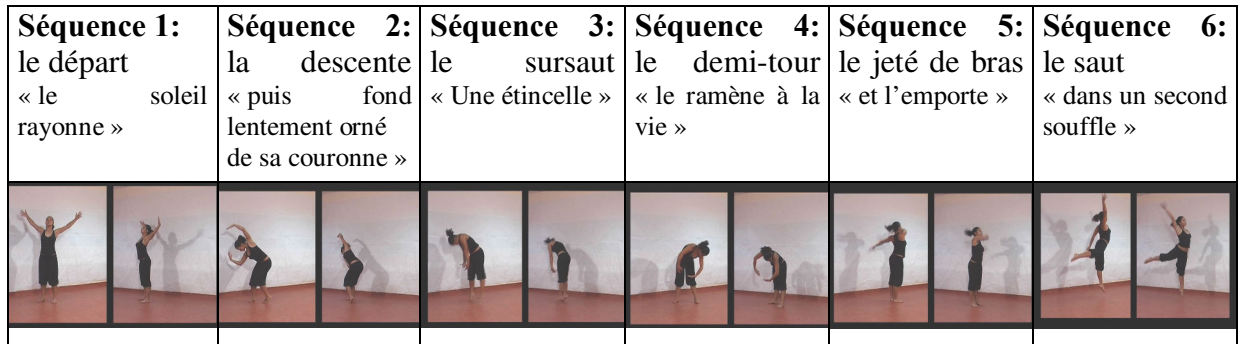 Séquence 1:
le départ
« le soleil
rayonne »
Séquence 2:
la descente
« puis fond
lentement orné
de sa couronne »
Séquence 3:
le sursaut
« Une étincelle »
Séquence 4:
le demi-tour
« le ramène à la
vie »
Séquence 5:
le jeté de bras
« et l’emporte »
Séquence 6:
le saut
« dans un second
souffle »